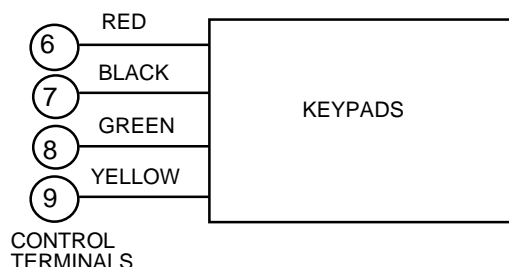 6 RED
7 BLACK
8 GREEN
9 YELLOW
KEYPADS
CONTROL
TERMINALS